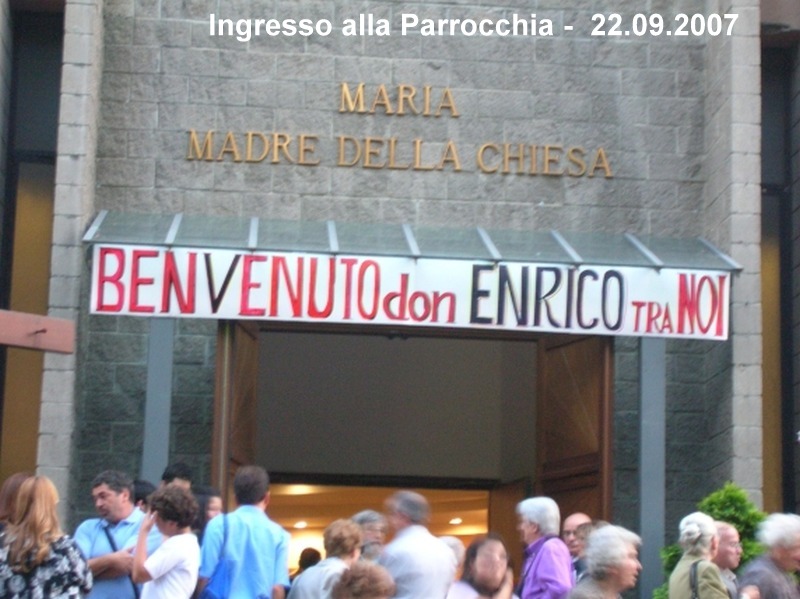 Ingresso alla Parrocchia - 22.09.2007
MARIA
MADRE DELLA CHIESA
BENVENUTO don ENRICO TRA NOI